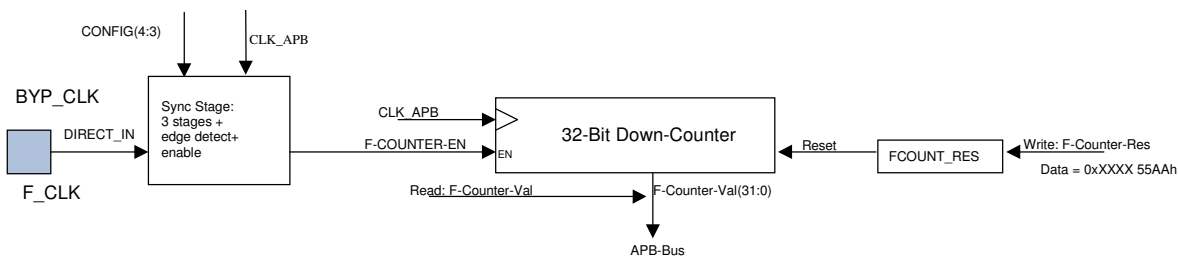 CONFIG(4:3)
CLK_APB
BYP_CLK
DIRECT_IN
F_CLK
Sync Stage:
3 stages +
edge detect+
enable
CLK_APB
F-COUNTER-EN
EN
32-Bit Down-Counter
Reset
FCOUNT_RES
Write: F-Counter-Res
Data = 0xXXXX 55AAh
Read: F-Counter-Val
F-Counter-Val(31:0)
APB-Bus